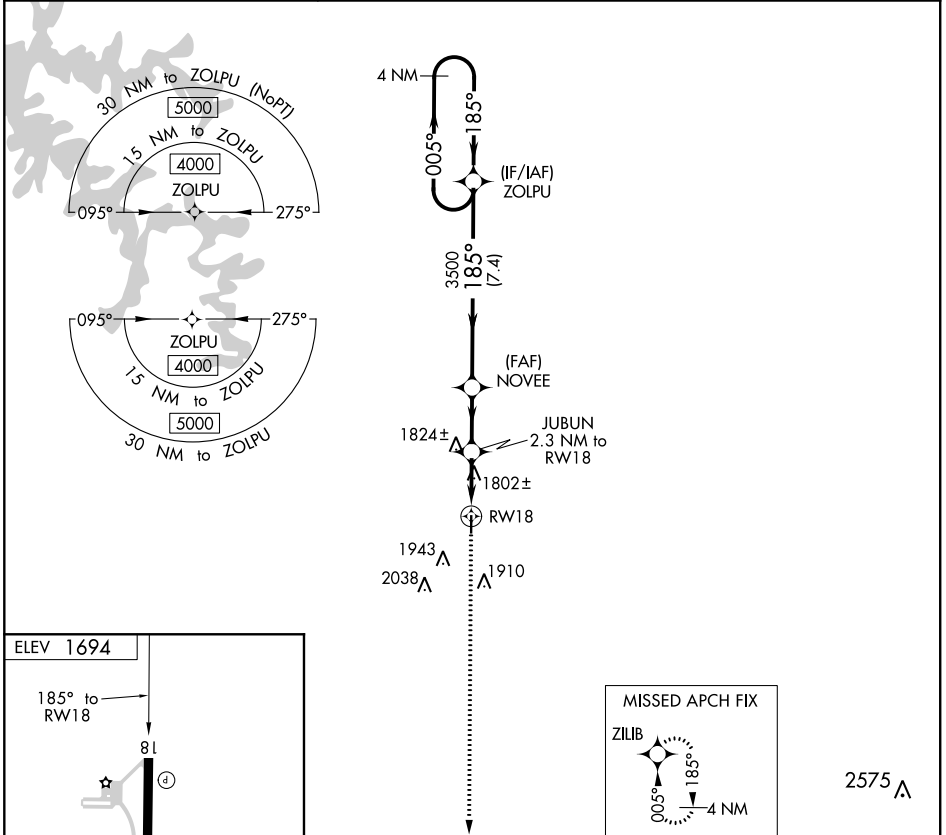 30 NM to ZOLPU (NoPT)
5000
15 NM to ZOLPU
4000
ZOLPU
095°
275°
095°
275°
ZOLPU
4000
15 NM to ZOLPU
5000
30 NM to ZOLPU
4 NM
005°
185°
(IF/IAF)
ZOLPU
3500
185°
(7.4)
(FAF)
NOVEE
1824±
JUBUN
2.3 NM to
RW18
1802±
RW18
1943
2038
1910
ELEV 1694
185° to
RW18
18
P
MISSED APCH FIX
ZILIB
005°
185°
4 NM
2575